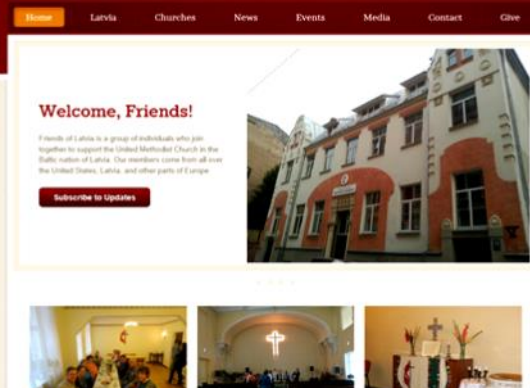 Home Latvia Churches News Events Media Contact Give
Welcome, Friends!
Friends of Latvia is a group of individuals who join
together to support the United Methodist Church in the
Baltic nation of Latvia. Our members come from all over
the United States, Latvia, and other parts of Europe
Subscribe to Updates